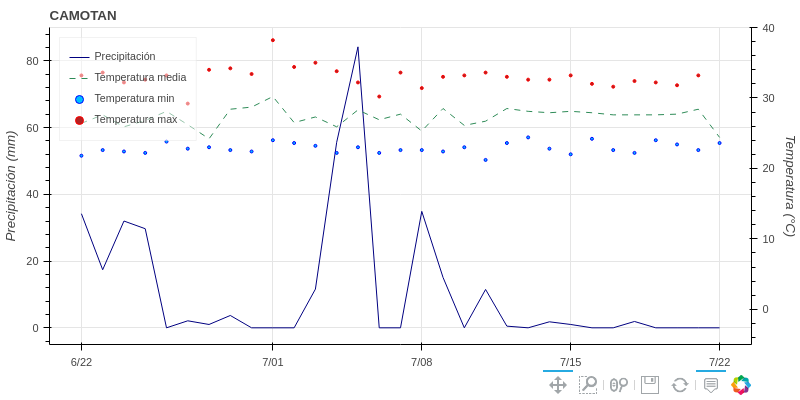 CAMOTAN
Precipitación
Temperatura media
Temperatura min
Temperatura max
Precipitación (mm)
80
60
40
20
0
Temperatura (°C)
40
30
20
10
0
6/22
7/01
7/08
7/15
7/22